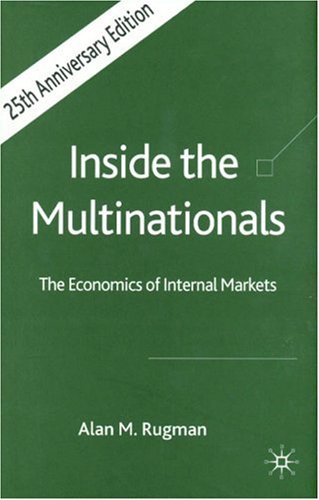 25th Anniversary Edition
Inside the
Multinationals
The Economics of Internal Markets
Alan M. Rugman